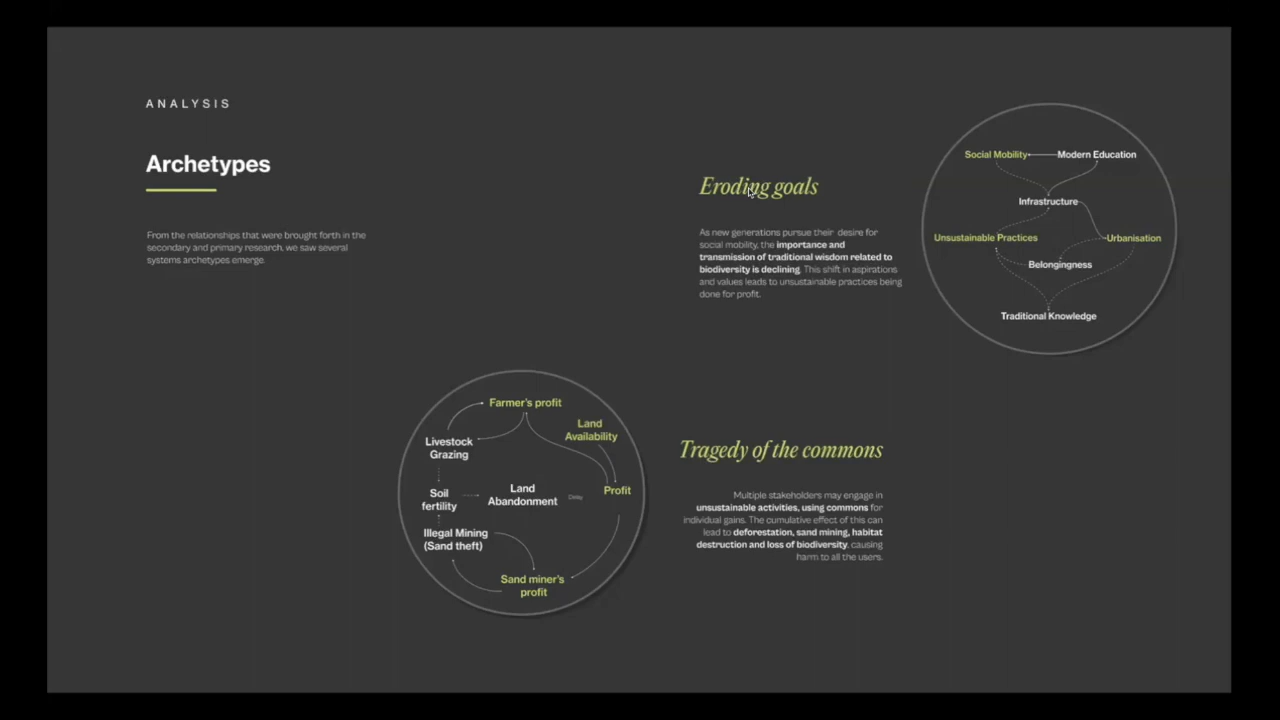 ANALYSIS
Archetypes
From the relationships that were brought forth in the
secondary and primary research, we saw several
systems archetypes emerge.
Eroding goals
As new generations pursue their desire for
social mobility, the importance and
transmission of traditional wisdom related to
biodiversity is declining. This shift in aspirations
and values leads to unsustainable practices being
done for profit.
Social Mobility
Modern Education
Infrastructure
Unsustainable Practices
Urbanisation
Belongingness
Traditional Knowledge
Farmer's profit
Land
Availability
Livestock
Grazing
Profit
Soil
fertility
Land
Abandonment
Delay
Illegal Mining
(Sand theft)
Sand miner's
profit
Tragedy of the commons
Multiple stakeholders may engage in
unsustainable activities, using commons for
individual gains. The cumulative effect of this can
lead to deforestation, sand mining, habitat
destruction and loss of biodiversity, causing
harm to all the users.